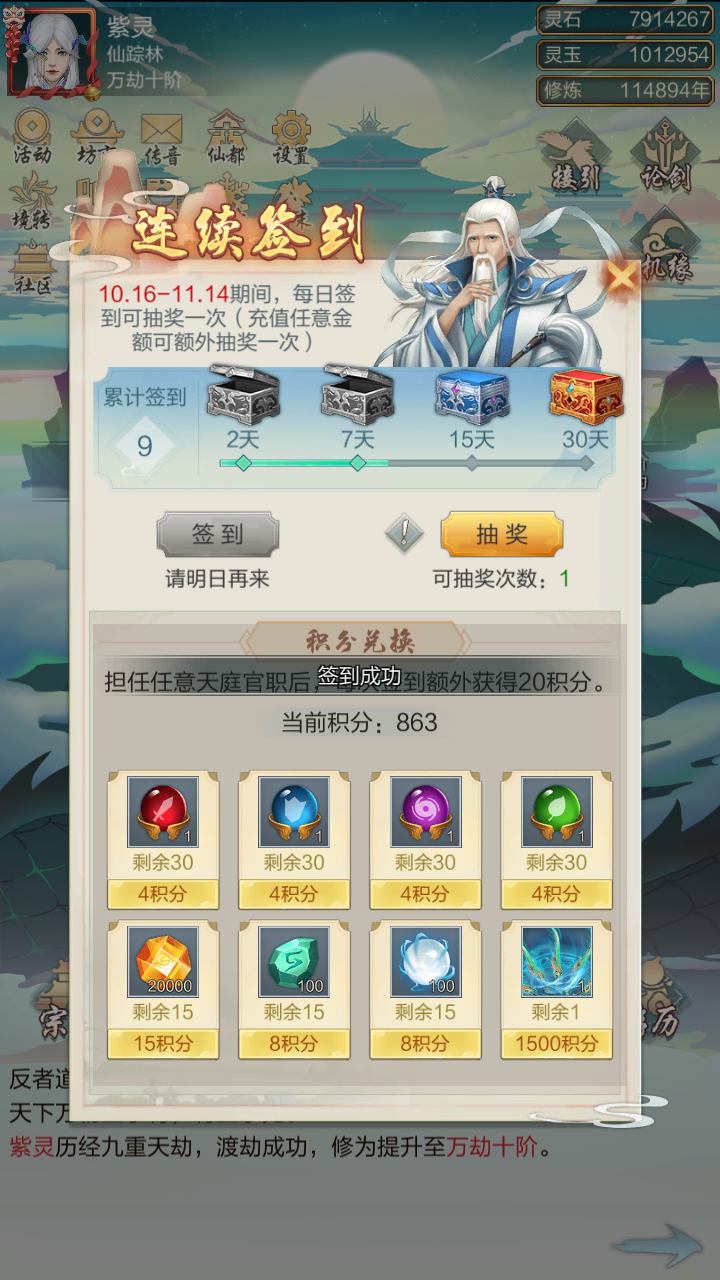 紫灵
仙踪林
万劫十阶
灵石 7914267
灵玉 1012954
修炼 114894年
活动
传音
仙都
设置
接引
论剑
境转
社区
机缘
连续签到
10.16-11.14期间，每日签
到可抽奖一次（充值任意金
额可额外抽奖一次）
累计签到
9
2天
7天
15天
30天
签到
抽奖
请明日再来
可抽奖次数：1
积分兑换
担任任意天庭官职后，每次签到额外获得20积分。
签到成功
当前积分：863
1
1
1
1
剩余30
剩余30
剩余30
剩余30
4积分
4积分
4积分
4积分
20000
100
100
1
剩余15
剩余15
剩余15
剩余1
15积分
8积分
8积分
1500积分
宗
历
反者道
天下万
紫灵历经九重天劫，渡劫成功，修为提升至万劫十阶。